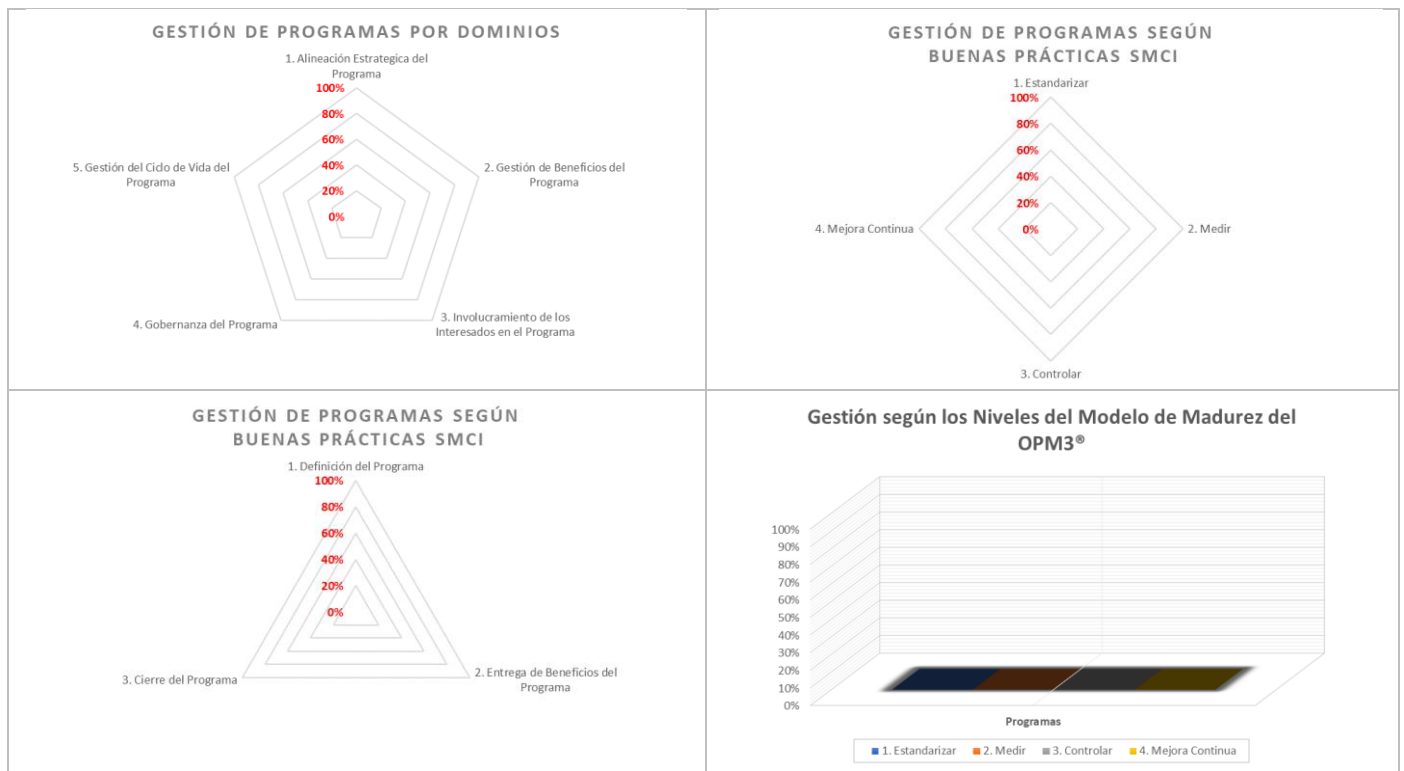 GESTIÓN DE PROGRAMAS POR DOMINIOS
1. Alineación Estrategica del
Programa
100%
80%
60%
40%
20%
0%
5. Gestión del Ciclo de Vida del
Programa
2. Gestión de Beneficios del
Programa
4. Gobernanza del Programa
3. Involucramiento de los
Interesados en el Programa
GESTIÓN DE PROGRAMAS SEGÚN
BUENAS PRÁCTICAS SMCI
1. Estandarizar
100%
80%
60%
40%
20%
0%
4. Mejora Continua
2. Medir
3. Controlar
GESTIÓN DE PROGRAMAS SEGÚN
BUENAS PRÁCTICAS SMCI
1. Definición del Programa
100%
80%
60%
40%
20%
0%
3. Cierre del Programa
2. Entrega de Beneficios del
Programa
Gestión según los Niveles del Modelo de Madurez del
OPM3®
100%
90%
80%
70%
60%
50%
40%
30%
20%
10%
0%
Programas
1. Estandarizar 2. Medir 3. Controlar 4. Mejora Continua